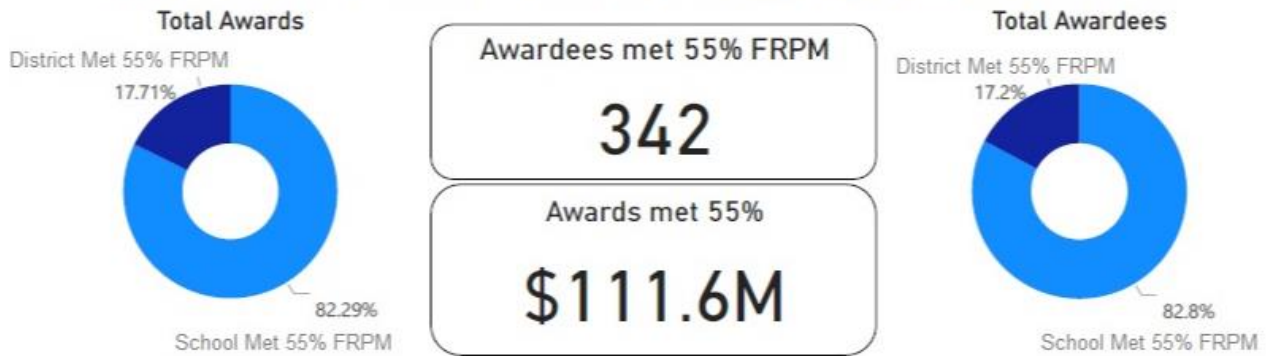 Total Awards
District Met 55% FRPM
17.71%
82.29%
School Met 55% FRPM
Awardees met 55% FRPM
342
Awards met 55%
$111.6M
Total Awardees
District Met 55% FRPM
17.2%
82.8%
School Met 55% FRPM